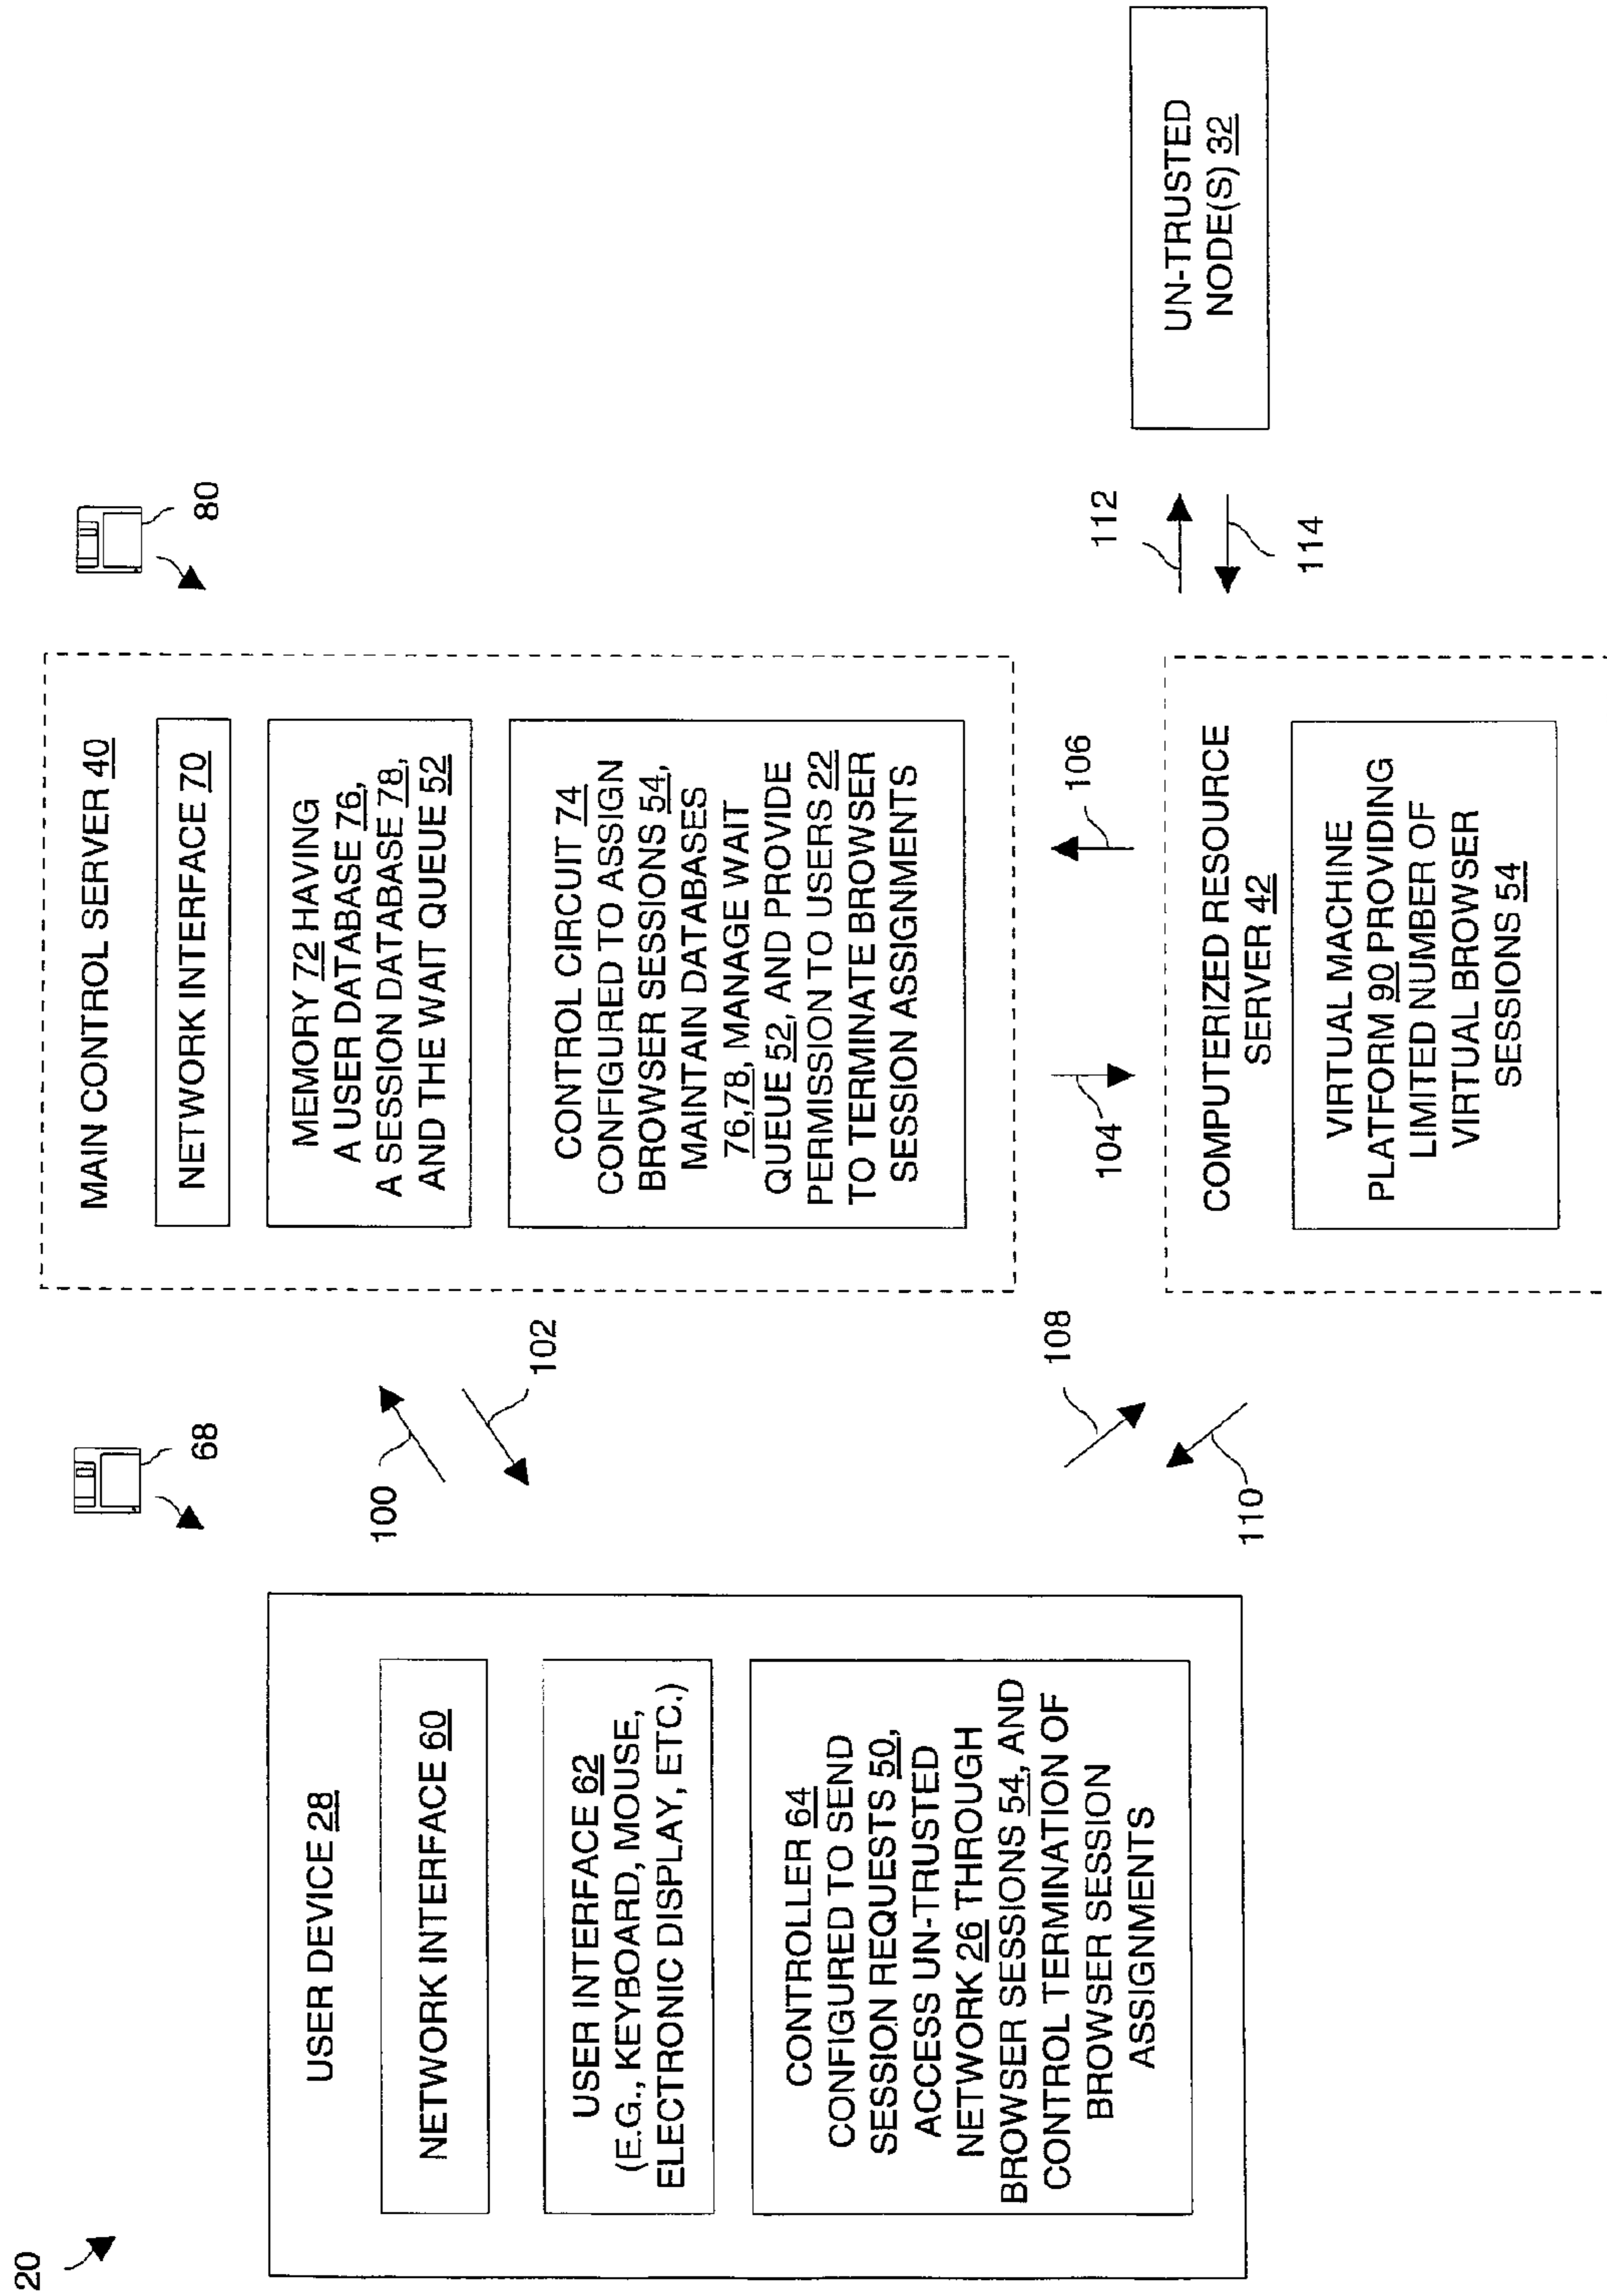 20
USER DEVICE 28
NETWORK INTERFACE 60
USER INTERFACE 62
(E.G., KEYBOARD, MOUSE,
ELECTRONIC DISPLAY, ETC.)
CONTROLLER 64
CONFIGURED TO SEND
SESSION REQUESTS 50,
ACCESS UN-TRUSTED
NETWORK 26 THROUGH
BROWSER SESSIONS 54, AND
CONTROL TERMINATION OF
BROWSER SESSION
ASSIGNMENTS
68
100
102
108
110
MAIN CONTROL SERVER 40
NETWORK INTERFACE 70
MEMORY 72 HAVING
A USER DATABASE 76,
A SESSION DATABASE 78,
AND THE WAIT QUEUE 52
CONTROL CIRCUIT 74
CONFIGURED TO ASSIGN
BROWSER SESSIONS 54,
MAINTAIN DATABASES
76,78, MANAGE WAIT
QUEUE 52, AND PROVIDE
PERMISSION TO USERS 22
TO TERMINATE BROWSER
SESSION ASSIGNMENTS
104
106
COMPUTERIZED RESOURCE
SERVER 42
VIRTUAL MACHINE
PLATFORM 90 PROVIDING
LIMITED NUMBER OF
VIRTUAL BROWSER
SESSIONS 54
80
112
114
UN-TRUSTED
NODE(S) 32